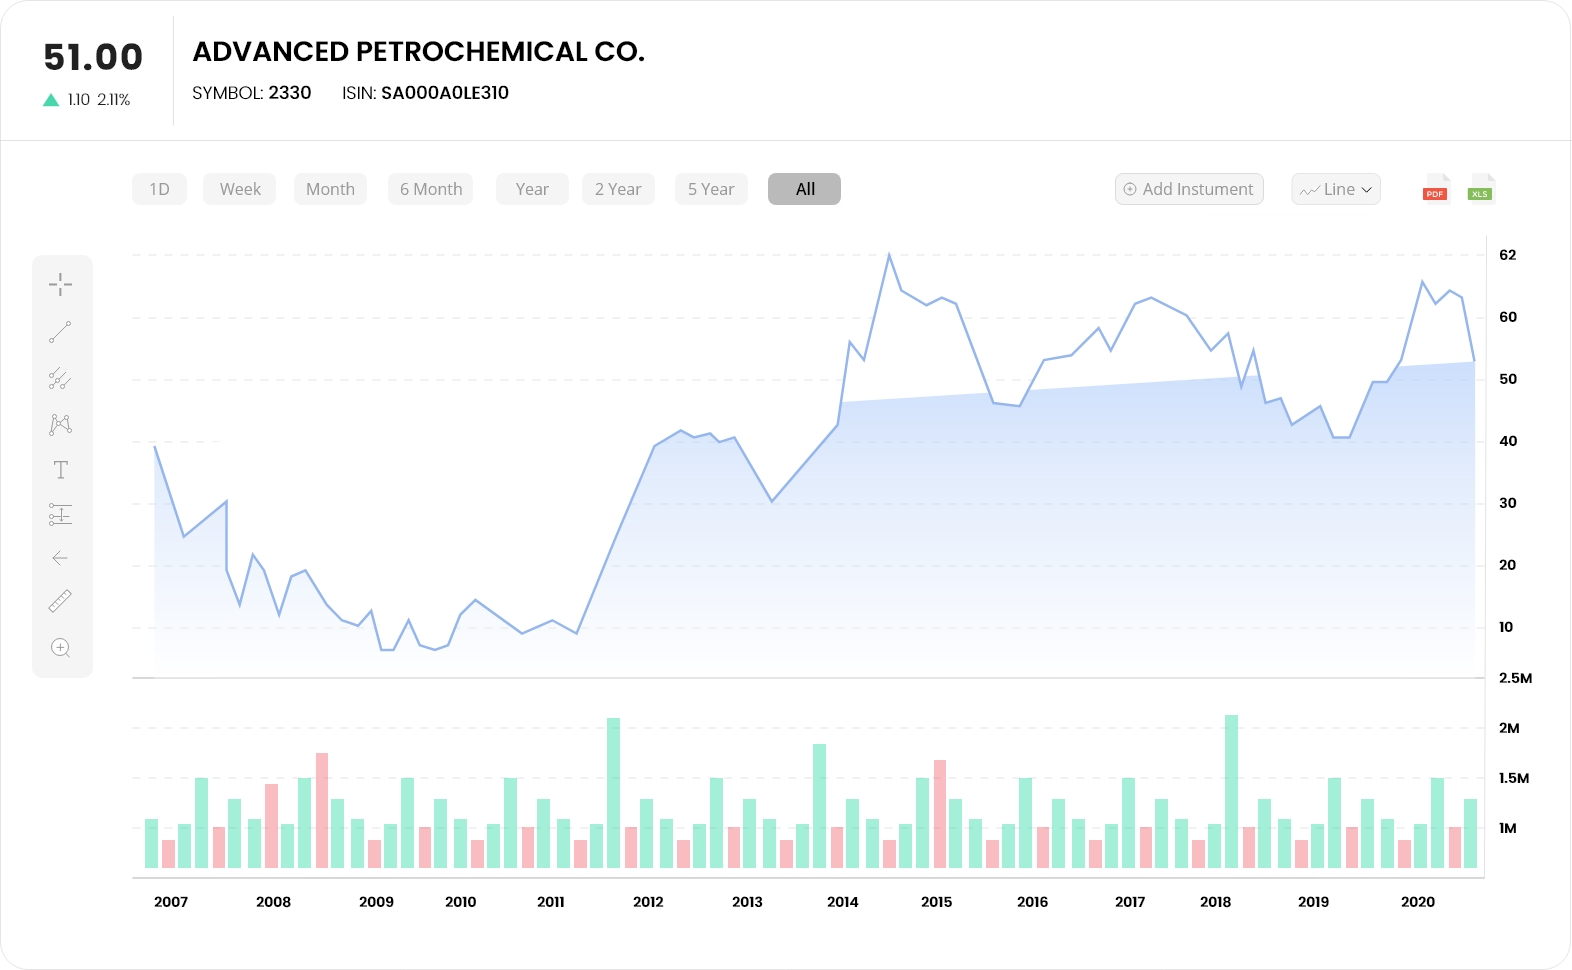 51.00
1.10 2.11%
ADVANCED PETROCHEMICAL CO.
SYMBOL: 2330 ISIN: SA000A0LE310
1D Week Month 6 Month Year 2 Year 5 Year All Add Instument Line PDF XLS
62
60
50
40
30
20
10
2.5M
2M
1.5M
1M
T
2007 2008 2009 2010 2011 2012 2013 2014 2015 2016 2017 2018 2019 2020